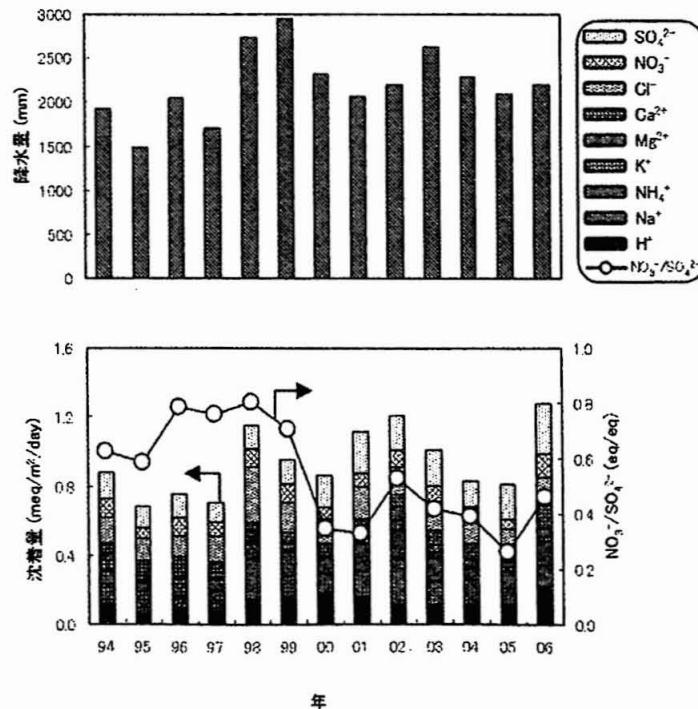 3000
2500
2000
1500
1000
500
0
降水量 (mm)
SO₄²⁻
NO₃⁻
Cl⁻
Ca²⁺
Mg²⁺
K⁺
NH₄⁺
Na⁺
H⁺
NO₃⁻/SO₄²⁻
1.6
1.2
0.8
0.4
0.0
沈着量 (meq/m²/day)
1.0
0.8
0.6
0.4
0.2
0.0
NO₃⁻/SO₄²⁻ (eq/eq)
94 95 96 97 98 99 00 01 02 03 04 05 06
年